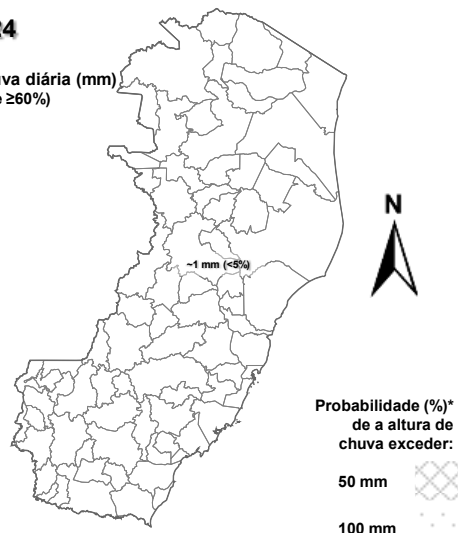 24
uva diária (mm)
e ≥60%)
~1 mm (<5%)
N
Probabilidade (%)*
de a altura de
chuva exceder:
50 mm
100 mm